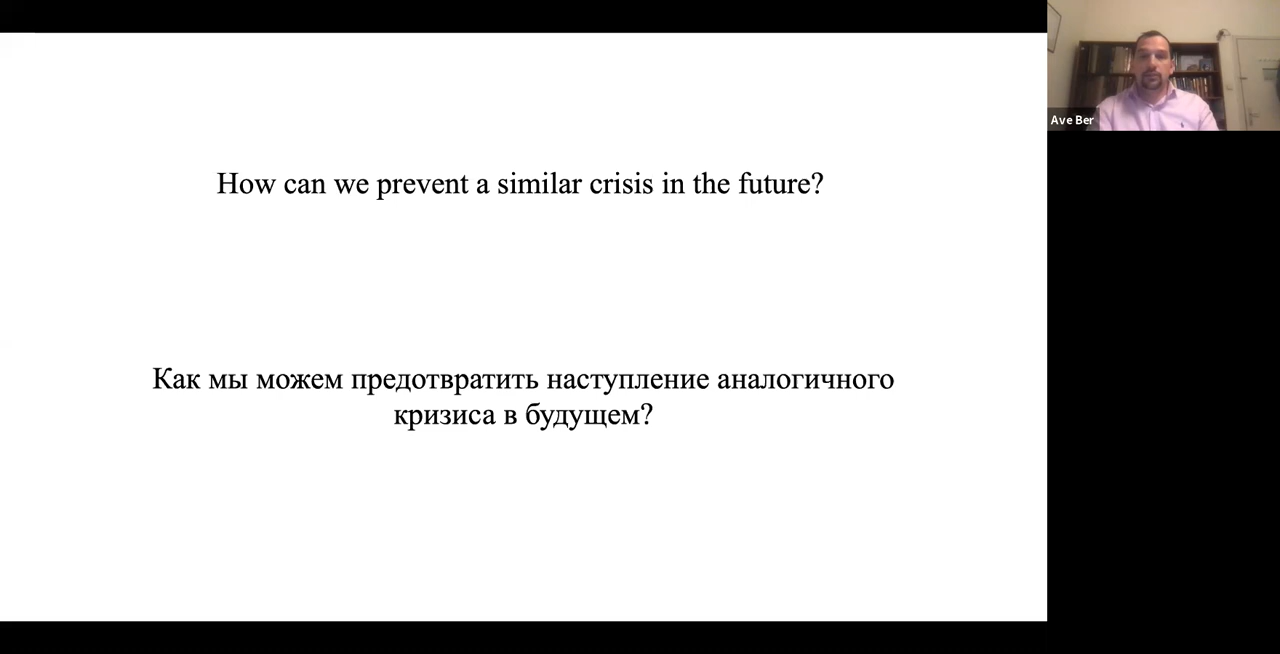 How can we prevent a similar crisis in the future?
Как мы можем предотвратить наступление аналогичного
кризиса в будущем?
Ave Ber